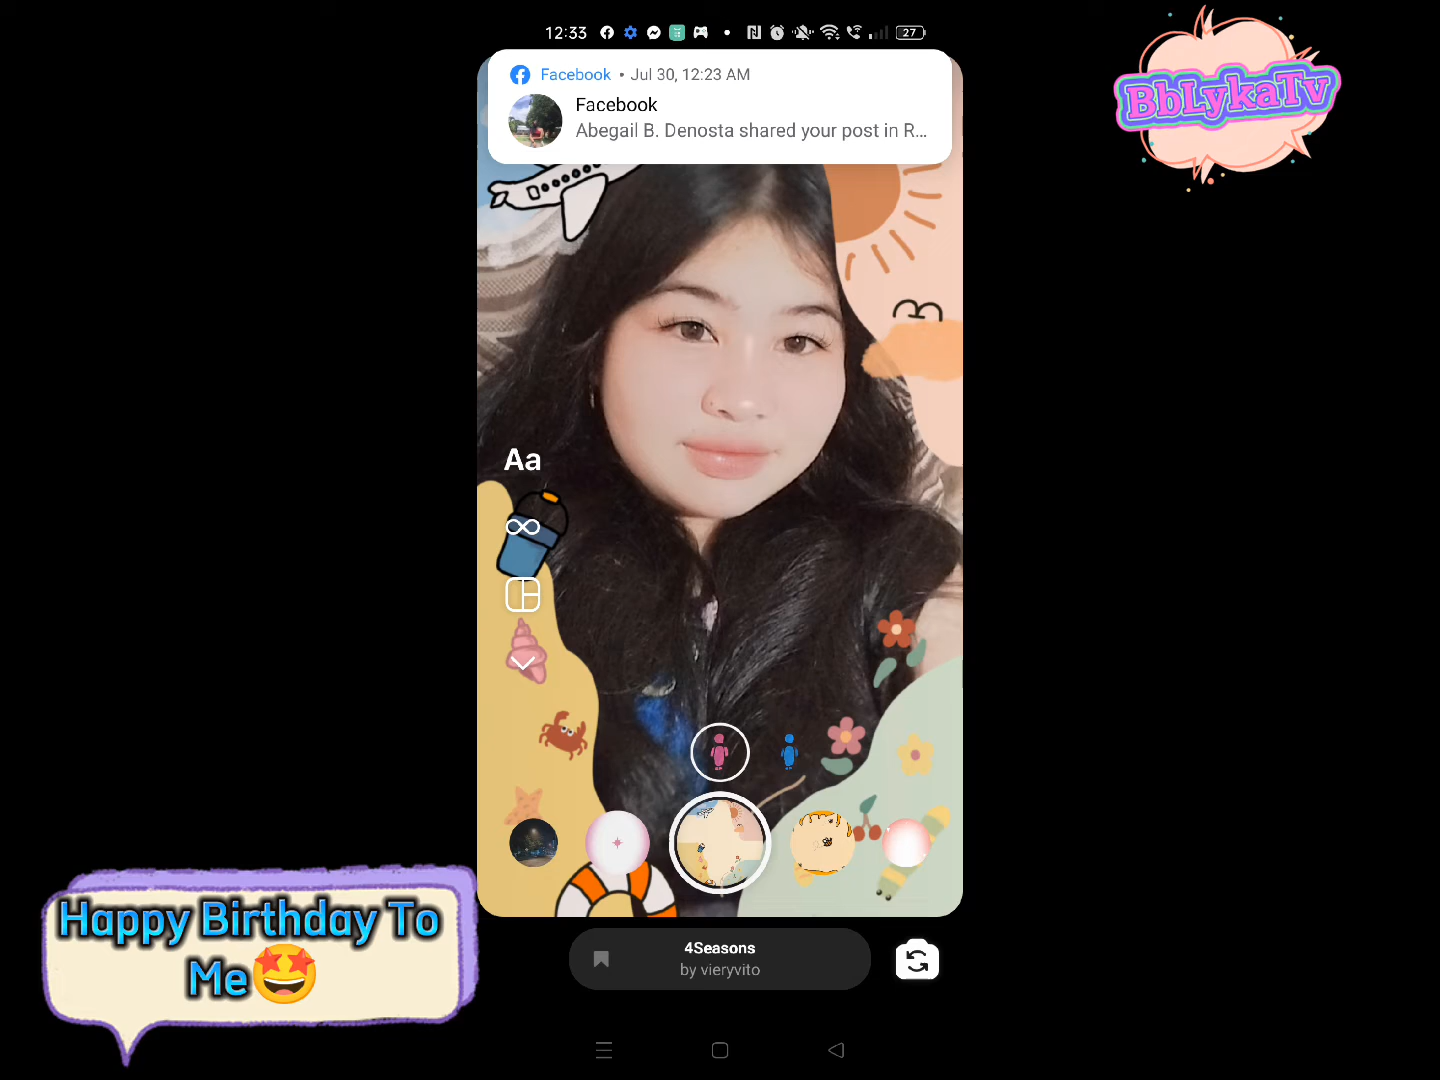 12:33
27
Facebook • Jul 30, 12:23 AM
Facebook
Abegail B. Denosta shared your post in R...
BbLykaTv
Aa
Happy Birthday To
Me🤩
4Seasons
by vieryvito